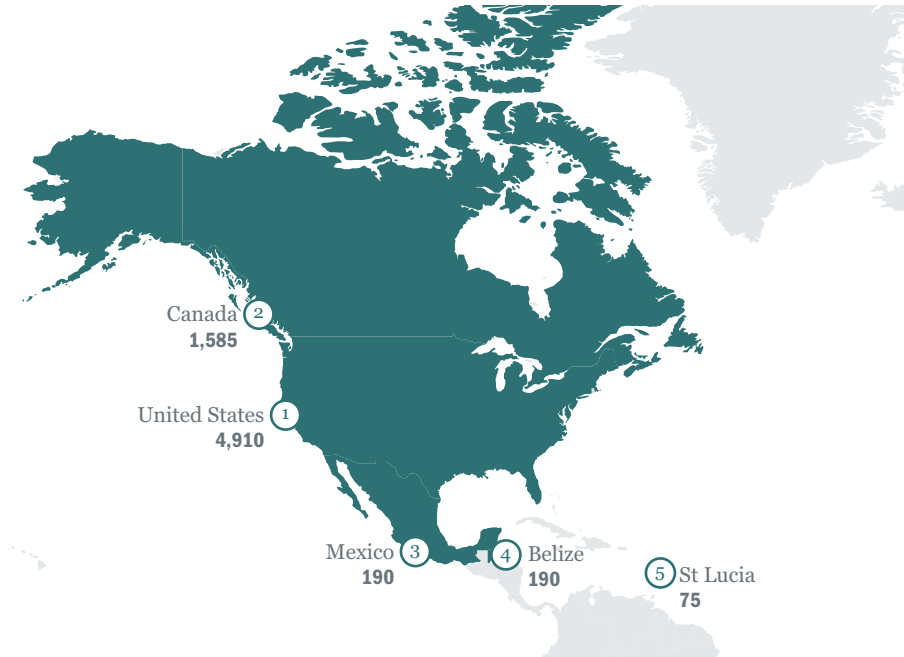 Canada 2
1,585
United States 1
4,910
Mexico 3
190
4 Belize
190
5 St Lucia
75